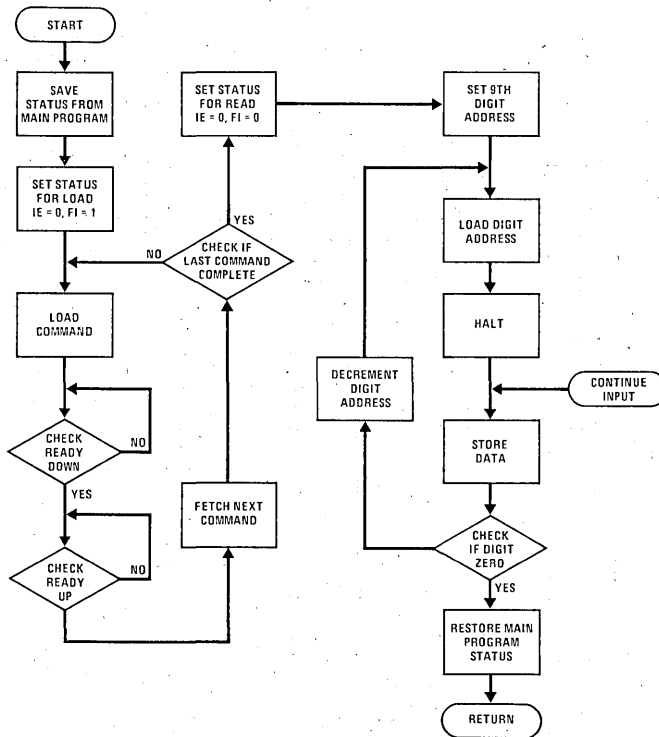 START
SAVE
STATUS FROM
MAIN PROGRAM
SET STATUS
FOR LOAD
IE = 0, FI = 1
LOAD
COMMAND
CHECK
READY
DOWN
NO
YES
CHECK
READY
UP
NO
FETCH NEXT
COMMAND
CHECK IF
LAST COMMAND
COMPLETE
NO
YES
SET STATUS
FOR READ
IE = 0, FI = 0
SET 9TH
DIGIT
ADDRESS
LOAD DIGIT
ADDRESS
HALT
CONTINUE
INPUT
STORE
DATA
CHECK
IF DIGIT
ZERO
DECREMENT
DIGIT
ADDRESS
YES
RESTORE MAIN
PROGRAM
STATUS
RETURN